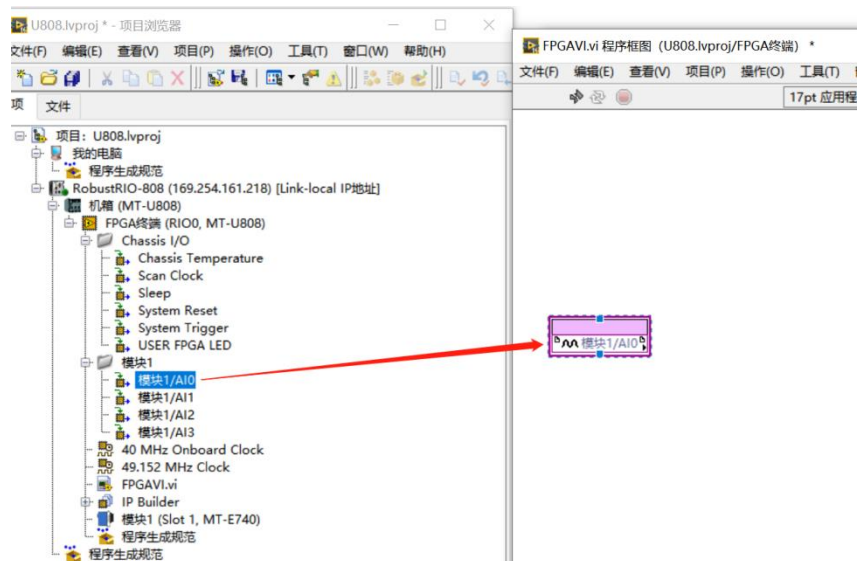 U808.lvproj * - 项目浏览器
文件(F) 编辑(E) 查看(V) 项目(P) 操作(O) 工具(T) 窗口(W) 帮助(H)
项 文件
项目: U808.lvproj
我的电脑
程序生成规范
RobustRIO-808 (169.254.161.218) [Link-local IP地址]
机箱 (MT-U808)
FPGA终端 (RIO0, MT-U808)
Chassis I/O
Chassis Temperature
Scan Clock
Sleep
System Reset
System Trigger
USER FPGA LED
模块1
模块1/AI0
模块1/AI1
模块1/AI2
模块1/AI3
40 MHz Onboard Clock
49.152 MHz Clock
FPGAVI.vi
IP Builder
模块1 (Slot 1, MT-E740)
程序生成规范
程序生成规范
FPGAVI.vi 程序框图 (U808.lvproj/FPGA终端) *
文件(F) 编辑(E) 查看(V) 项目(P) 操作(O) 工具(T)
17pt 应用程
模块1/AI0